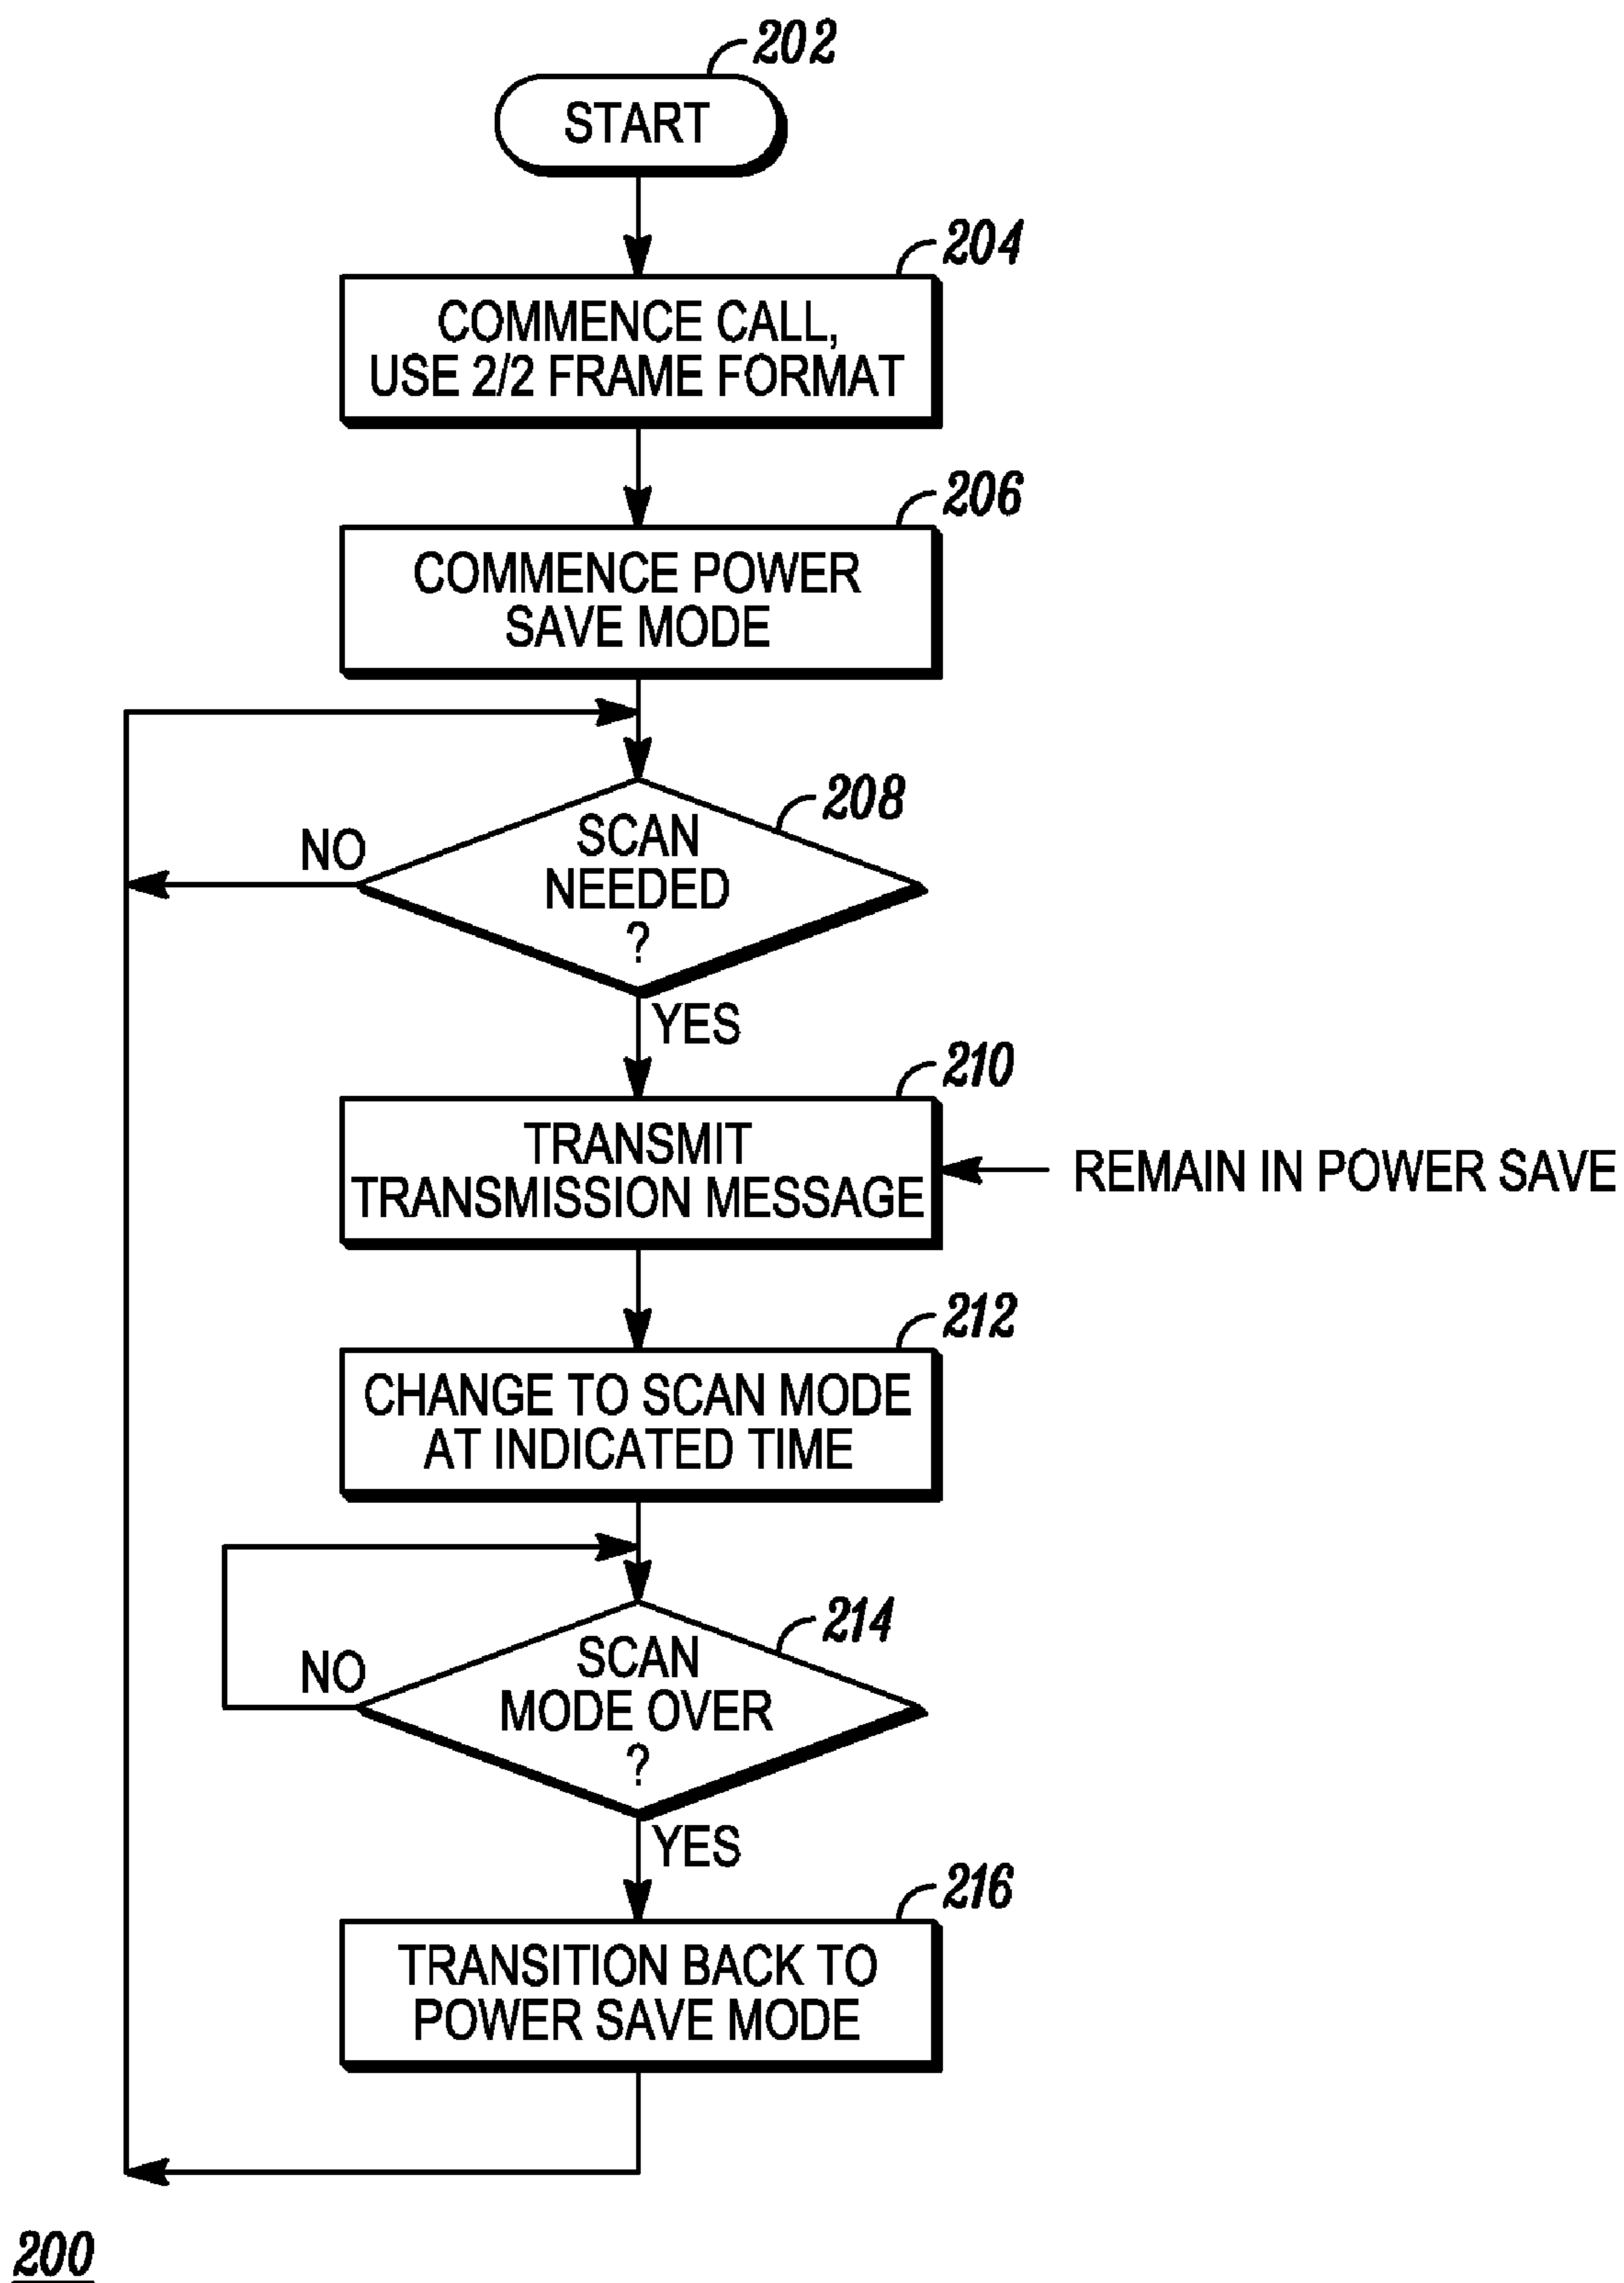 202
START
204
COMMENCE CALL,
USE 2/2 FRAME FORMAT
206
COMMENCE POWER
SAVE MODE
208
SCAN
NEEDED
?
NO
YES
210
TRANSMIT
TRANSMISSION MESSAGE
REMAIN IN POWER SAVE
212
CHANGE TO SCAN MODE
AT INDICATED TIME
214
SCAN
MODE OVER
?
NO
YES
216
TRANSITION BACK TO
POWER SAVE MODE
200